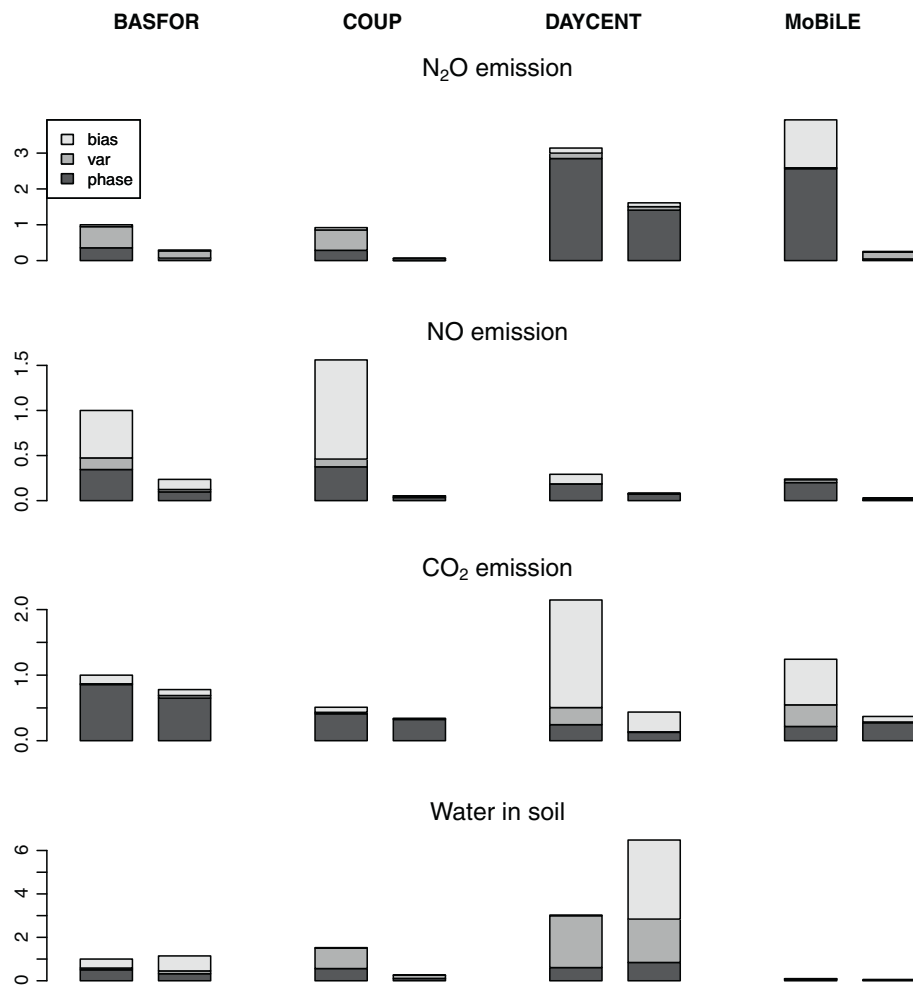 BASFOR COUP DAYCENT MoBiLE
N₂O emission
bias
var
phase
3
2
1
0
NO emission
1.5
1.0
0.5
0.0
CO₂ emission
2.0
1.0
0.0
Water in soil
6
4
2
0